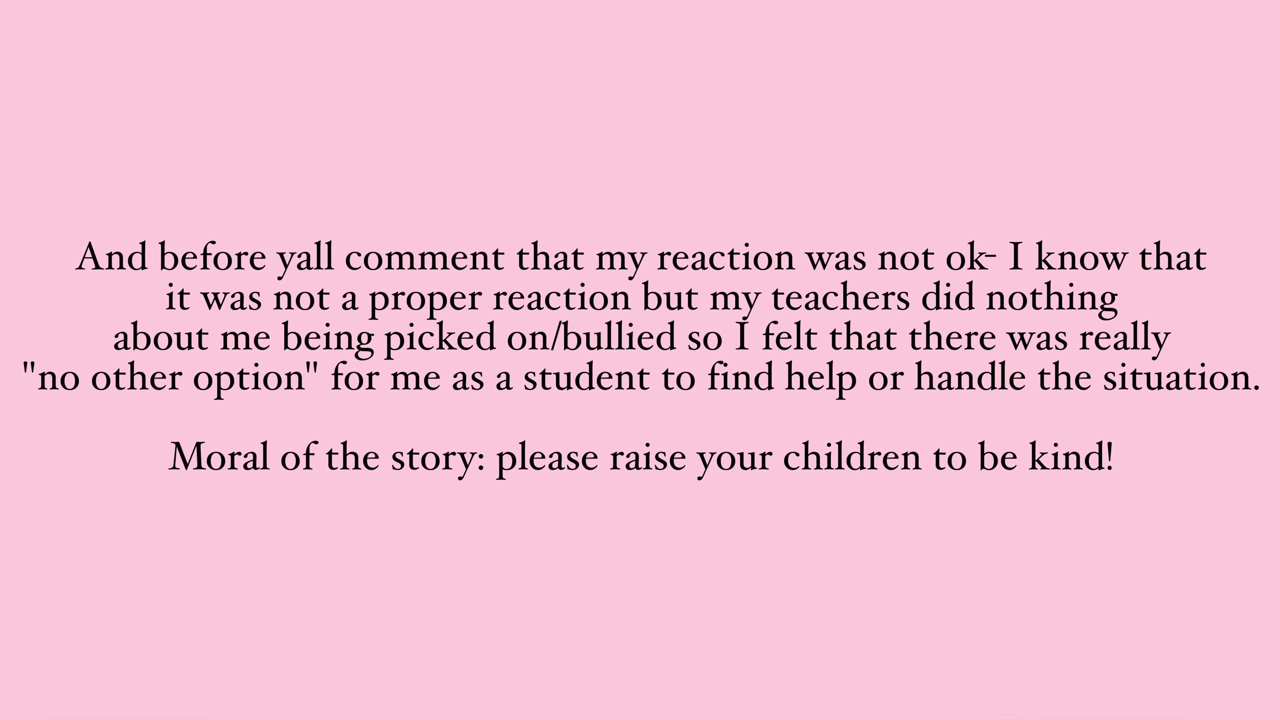 And before yall comment that my reaction was not ok- I know that
it was not a proper reaction but my teachers did nothing
about me being picked on/bullied so I felt that there was really
"no other option" for me as a student to find help or handle the situation.
Moral of the story: please raise your children to be kind!